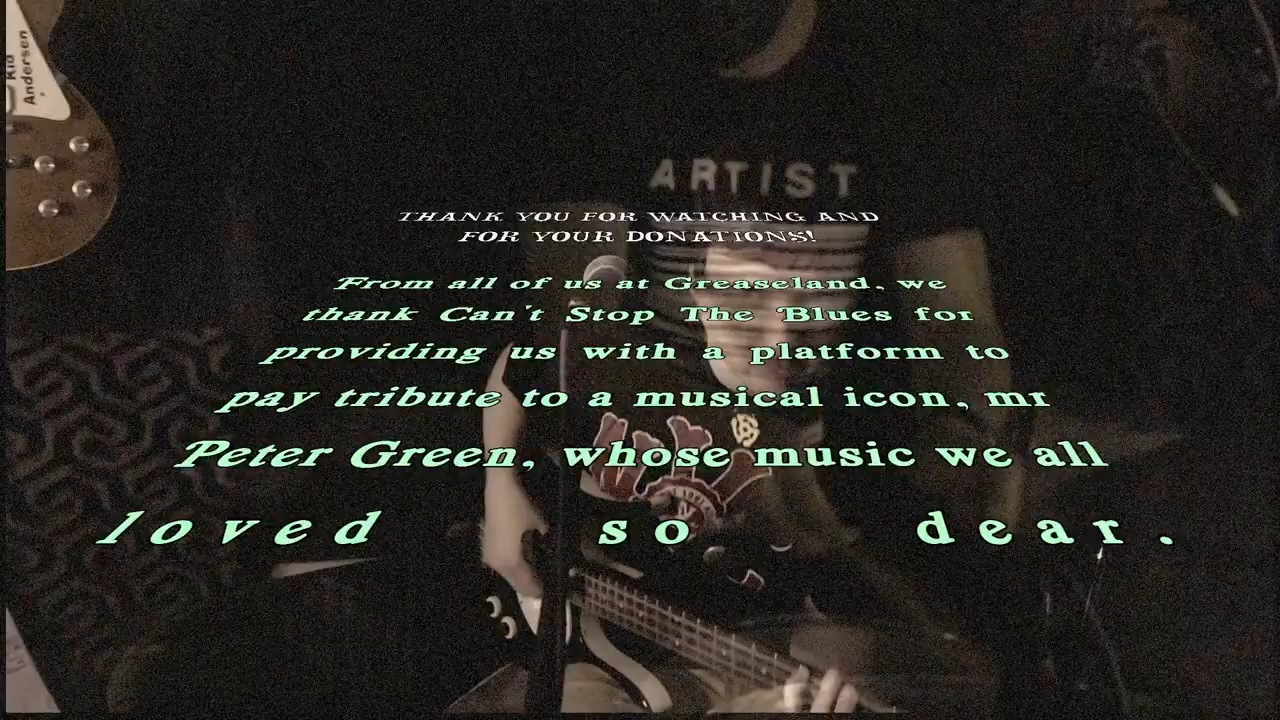 Kid
Andersen
ARTIST
THANK YOU FOR WATCHING AND
FOR YOUR DONATIONS!
From all of us at Greaseland, we
thank Can't Stop The Blues for
providing us with a platform to
pay tribute to a musical icon, mr
Peter Green, whose music we all
loved so dear.